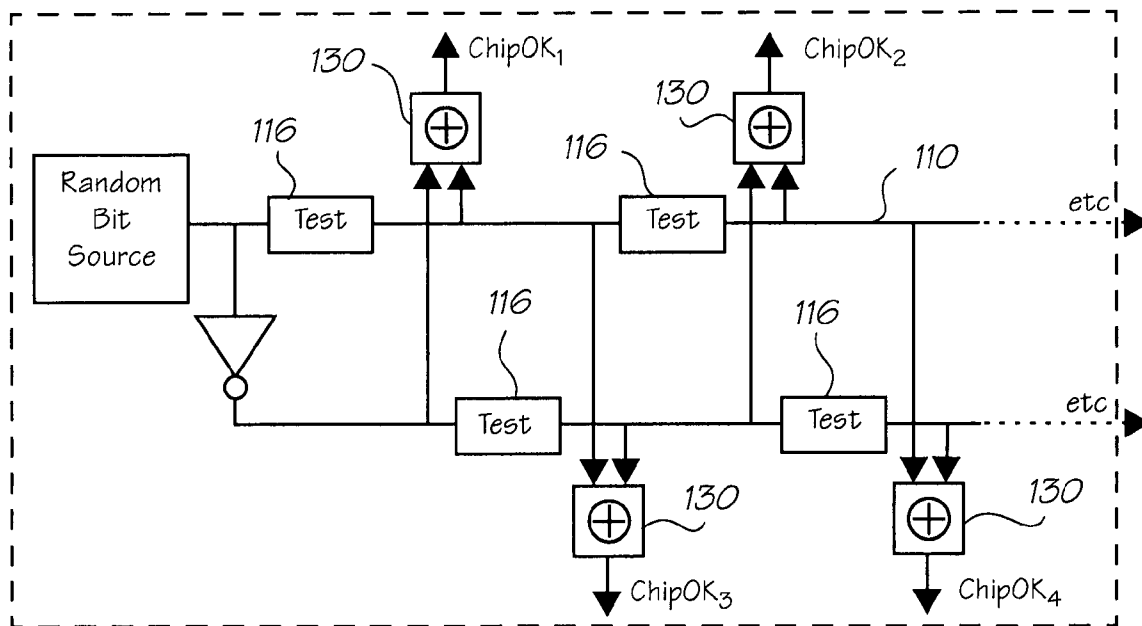 ChipOK₁
ChipOK₂
130
130
116
116
110
Random
Bit
Source
Test
Test
etc
116
116
Test
Test
etc
130
130
ChipOK₃
ChipOK₄